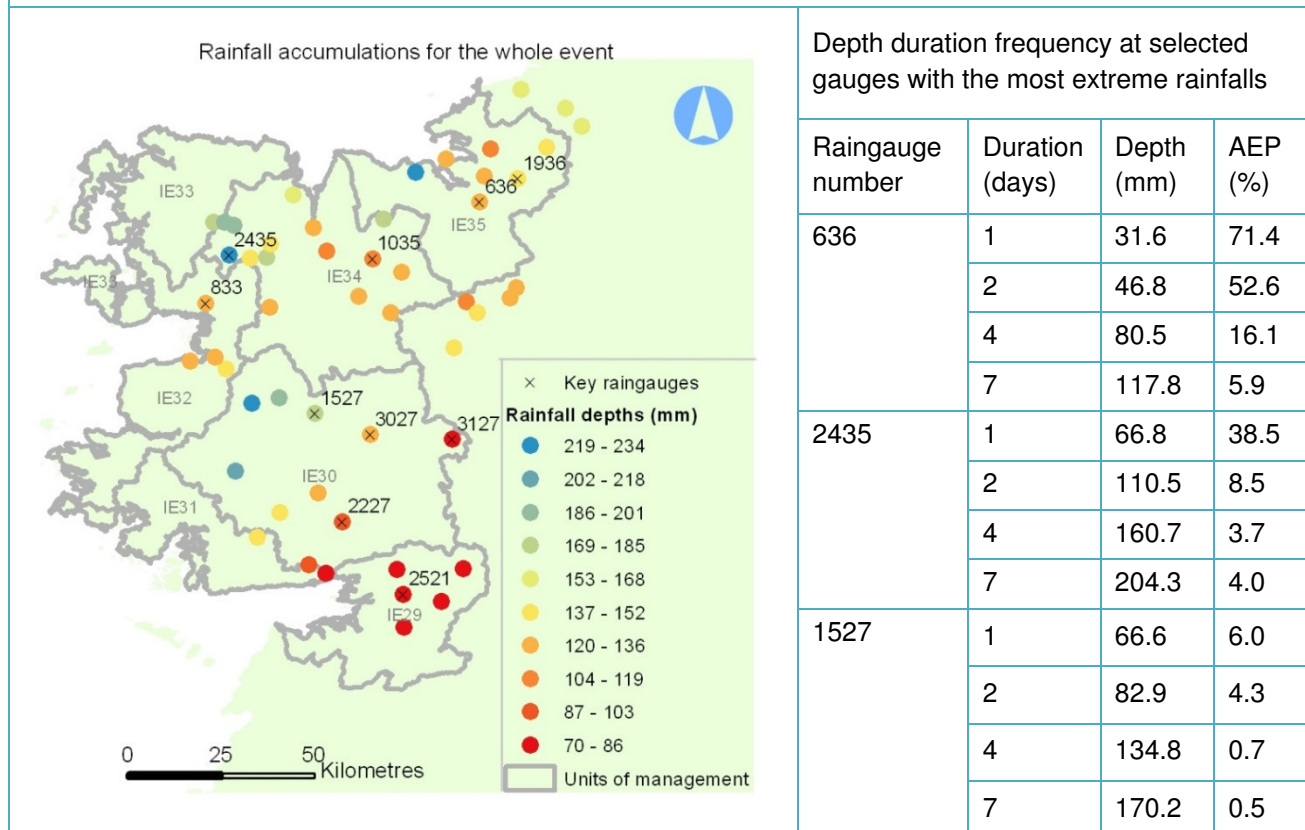 Rainfall accumulations for the whole event
1936
636
IE33
IE35
2435
1035
IE34
IE33
833
Key raingauges
1527
Rainfall depths (mm)
IE32
3027
3127
219 - 234
202 - 218
IE30
186 - 201
IE31
2227
169 - 185
153 - 168
2521
137 - 152
IE29
120 - 136
104 - 119
87 - 103
70 - 86
0 25 50
Kilometres
Units of management
Depth duration frequency at selected
gauges with the most extreme rainfalls
Raingauge number Duration (days) Depth (mm) AEP (%)
636 1 31.6 71.4
2 46.8 52.6
4 80.5 16.1
7 117.8 5.9
2435 1 66.8 38.5
2 110.5 8.5
4 160.7 3.7
7 204.3 4.0
1527 1 66.6 6.0
2 82.9 4.3
4 134.8 0.7
7 170.2 0.5